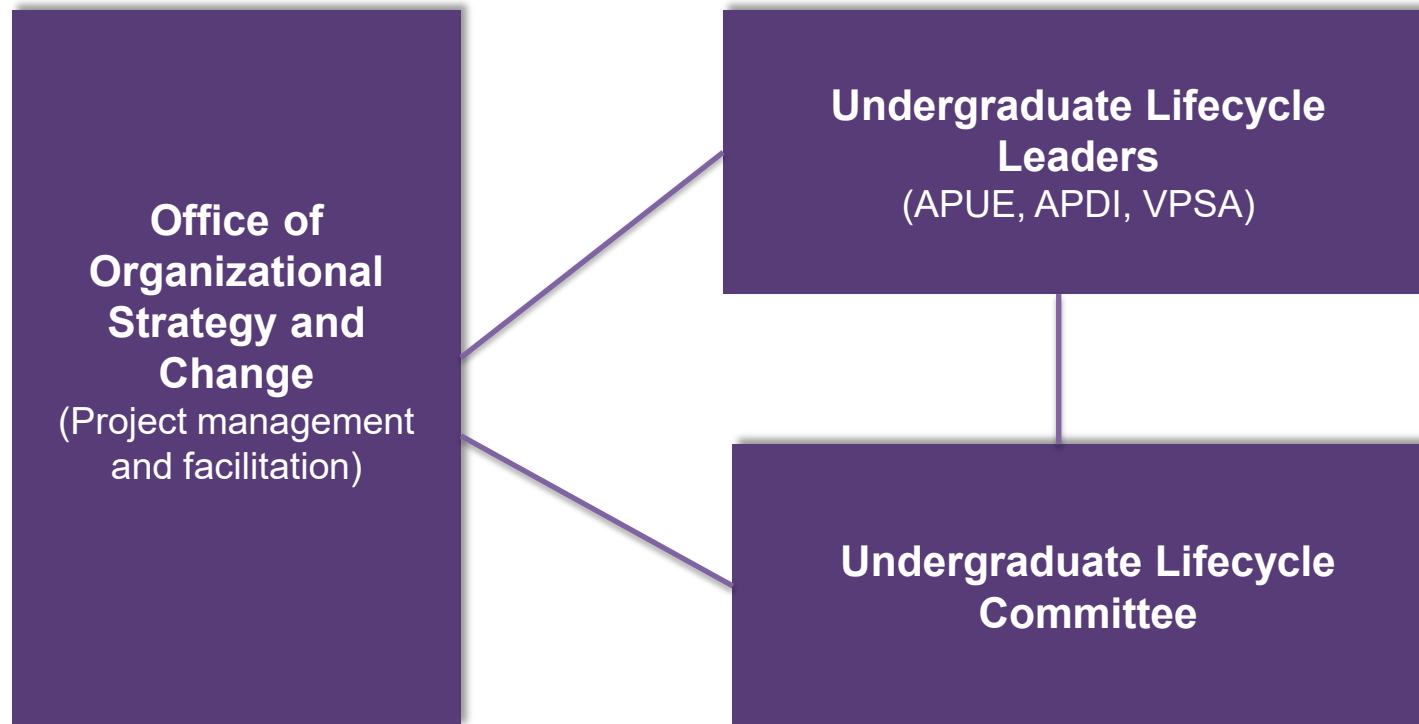 Office of
Organizational
Strategy and
Change
(Project management
and facilitation)
Undergraduate Lifecycle
Leaders
(APUE, APDI, VPSA)
Undergraduate Lifecycle
Committee